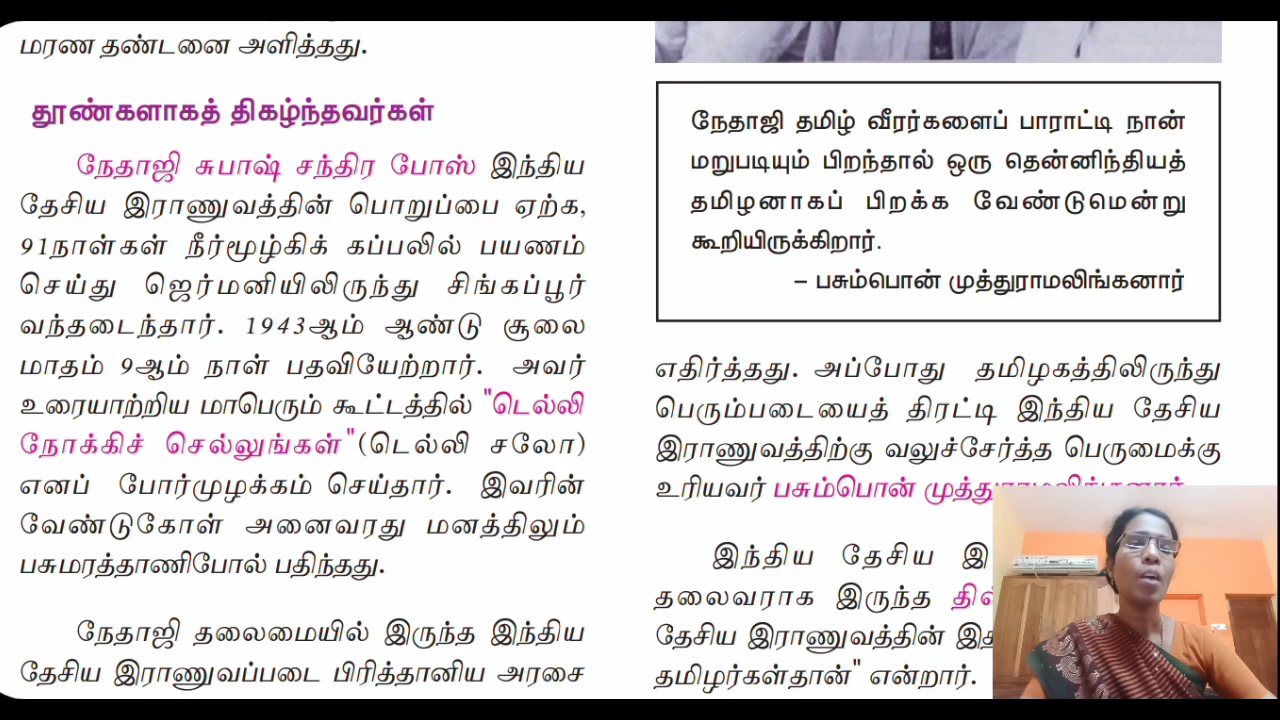 மரண தண்டனை அளித்தது.
தூண்களாகத் திகழ்ந்தவர்கள்
நேதாஜி சுபாஷ் சந்திர போஸ் இந்திய
தேசிய இராணுவத்தின் பொறுப்பை ஏற்க,
91நாள்கள் நீர்மூழ்கிக் கப்பலில் பயணம்
செய்து ஜெர்மனியிலிருந்து சிங்கப்பூர்
வந்தடைந்தார். 1943ஆம் ஆண்டு சூலை
மாதம் 9ஆம் நாள் பதவியேற்றார். அவர்
உரையாற்றிய மாபெரும் கூட்டத்தில் "டெல்லி
நோக்கிச் செல்லுங்கள்"(டெல்லி சலோ)
எனப் போர்முழக்கம் செய்தார். இவரின்
வேண்டுகோள் அனைவரது மனத்திலும்
பசுமரத்தாணிபோல் பதிந்தது.
நேதாஜி தலைமையில் இருந்த இந்திய
தேசிய இராணுவப்படை பிரித்தானிய அரசை
நேதாஜி தமிழ் வீரர்களைப் பாராட்டி நான்
மறுபடியும் பிறந்தால் ஒரு தென்னிந்தியத்
தமிழனாகப் பிறக்க வேண்டுமென்று
கூறியிருக்கிறார்.
– பசும்பொன் முத்துராமலிங்கனார்
எதிர்த்தது. அப்போது தமிழகத்திலிருந்து
பெரும்படையைத் திரட்டி இந்திய தேசிய
இராணுவத்திற்கு வலுச்சேர்த்த பெருமைக்கு
உரியவர் பசும்பொன் முத்துராமலிங்கனார்
இந்திய தேசிய
தலைவராக இருந்த
தேசிய இராணுவத்தின்
தமிழர்கள்தான்" என்றார்.